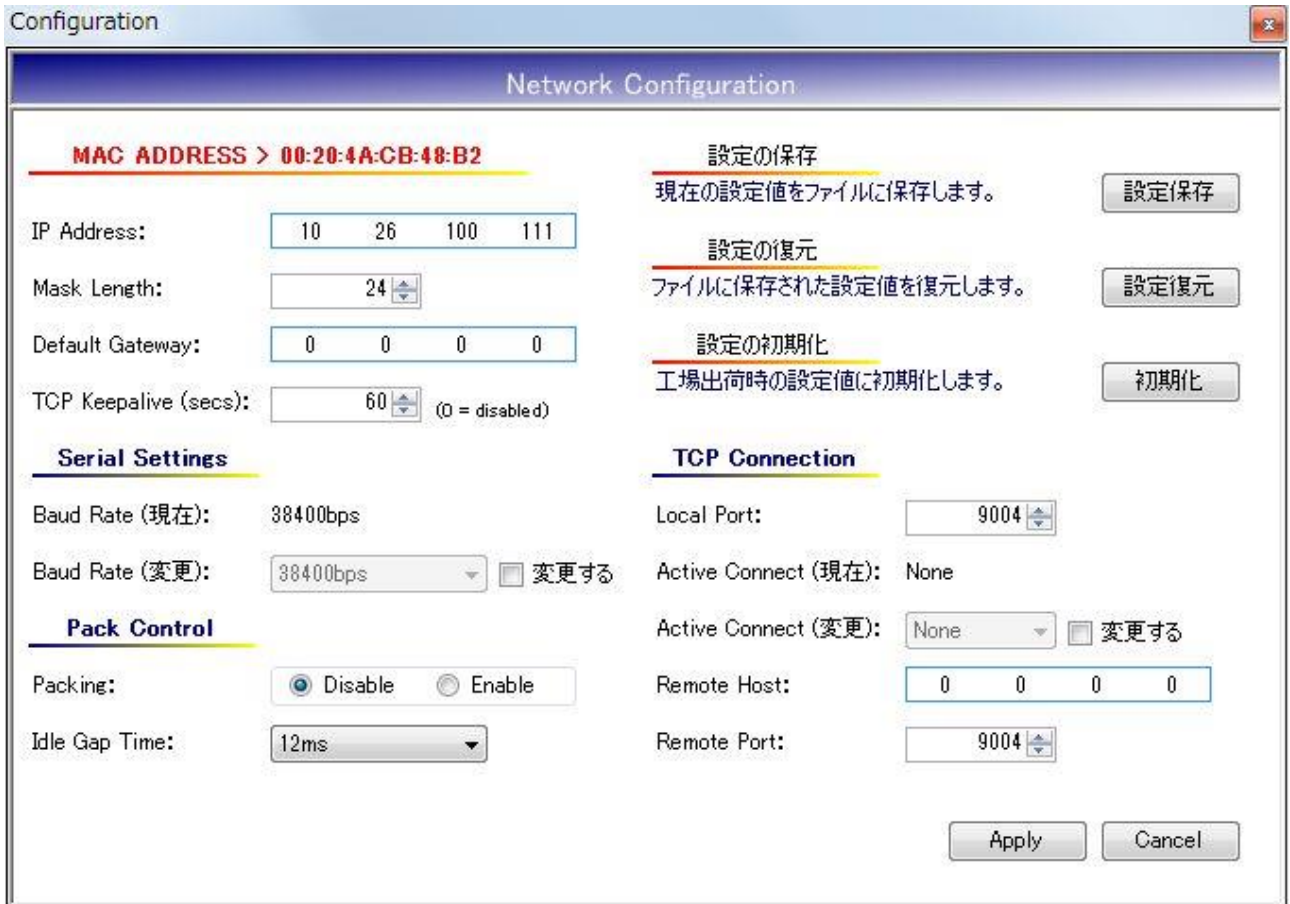 Configuration
Network Configuration
MAC ADDRESS > 00:20:4A:CB:48:B2
IP Address: 10 26 100 111
Mask Length: 24
Default Gateway: 0 0 0 0
TCP Keepalive (secs): 60 (0 = disabled)
設定の保存
現在の設定値をファイルに保存します。 設定保存
設定の復元
ファイルに保存された設定値を復元します。 設定復元
設定の初期化
工場出荷時の設定値に初期化します。 初期化
Serial Settings
Baud Rate (現在): 38400bps
Baud Rate (変更): 38400bps 変更する
Pack Control
Packing: Disable Enable
Idle Gap Time: 12ms
TCP Connection
Local Port: 9004
Active Connect (現在): None
Active Connect (変更): None 変更する
Remote Host: 0 0 0 0
Remote Port: 9004
Apply Cancel